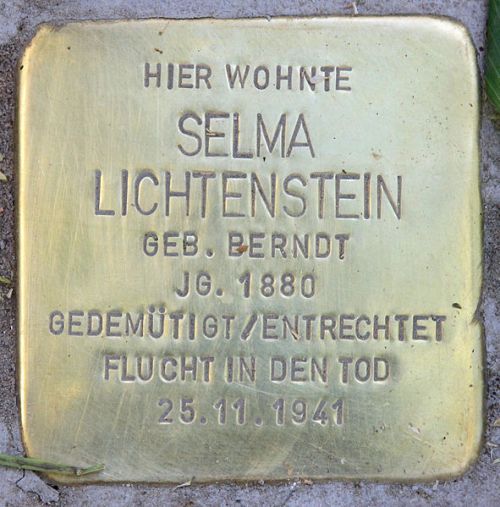 HIER WOHNTE
SELMA
LICHTENSTEIN
GEB. BERNDT
JG. 1880
GEDEMÜTIGT/ENTRECHTET
FLUCHT IN DEN TOD
25.11.1941